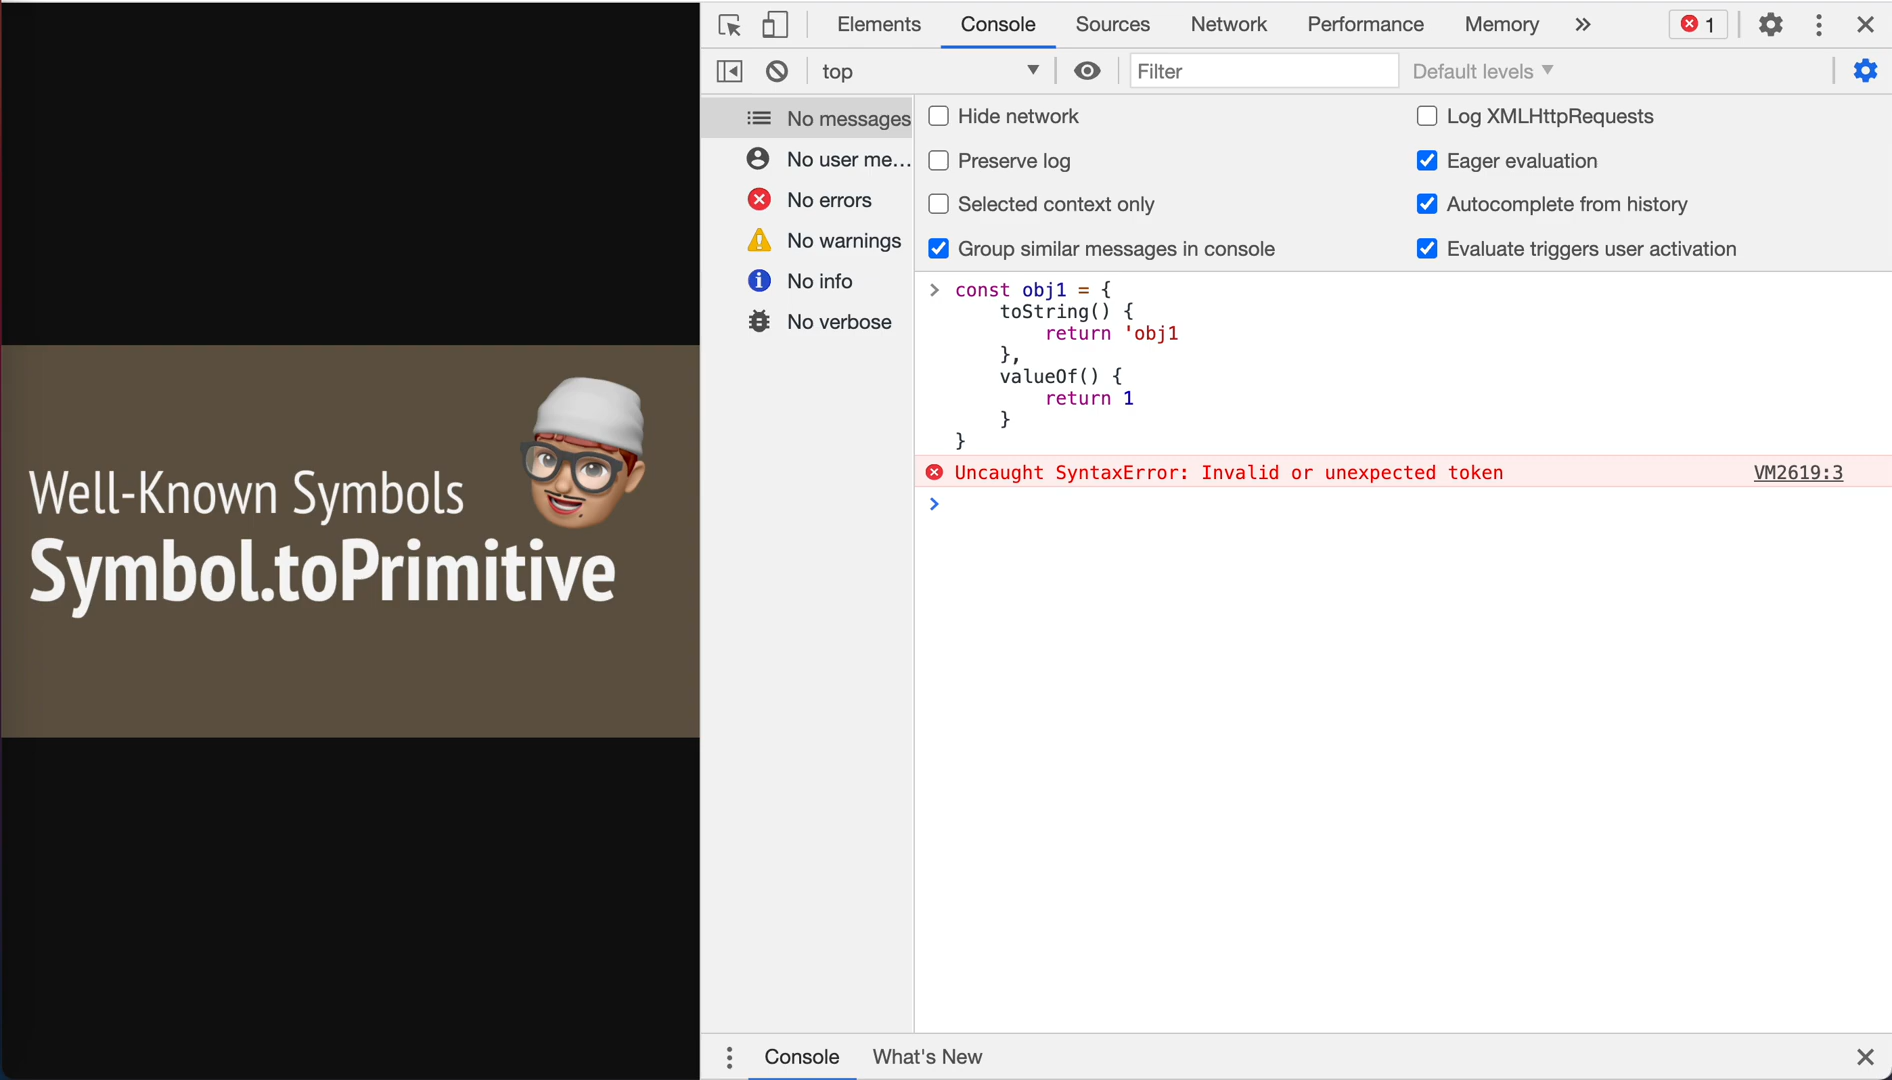 Well-Known Symbols
Symbol.toPrimitive
Elements Console Sources Network Performance Memory 1
top Filter Default levels
No messages
No user me...
No errors
No warnings
No info
No verbose
Hide network
Log XMLHttpRequests
Preserve log
Eager evaluation
Selected context only
Autocomplete from history
Group similar messages in console
Evaluate triggers user activation
const obj1 = {
toString() {
return 'obj1
},
valueOf() {
return 1
}
}
Uncaught SyntaxError: Invalid or unexpected token VM2619:3
Console What's New